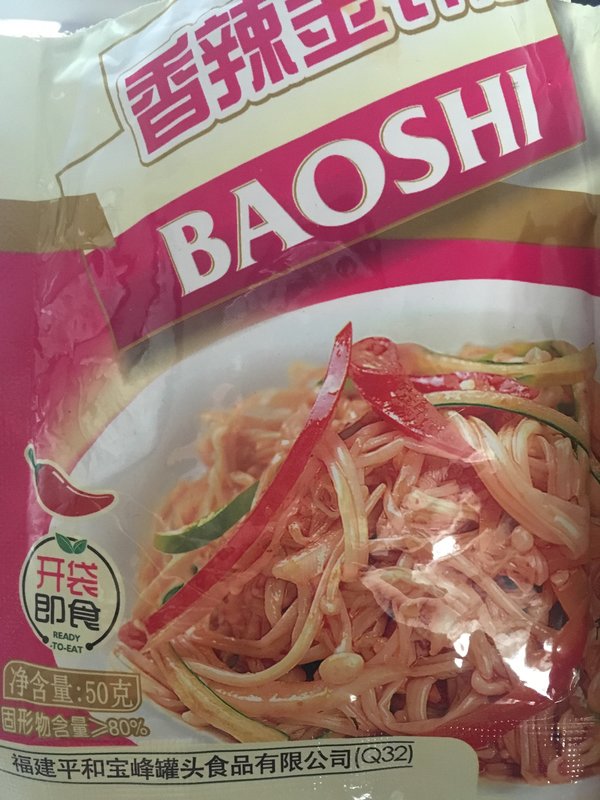 香辣金
BAOSHI
开袋
即食
READY
-TO-EAT
净含量:50克
固形物含量≥80%
福建平和宝峰罐头食品有限公司(Q32)